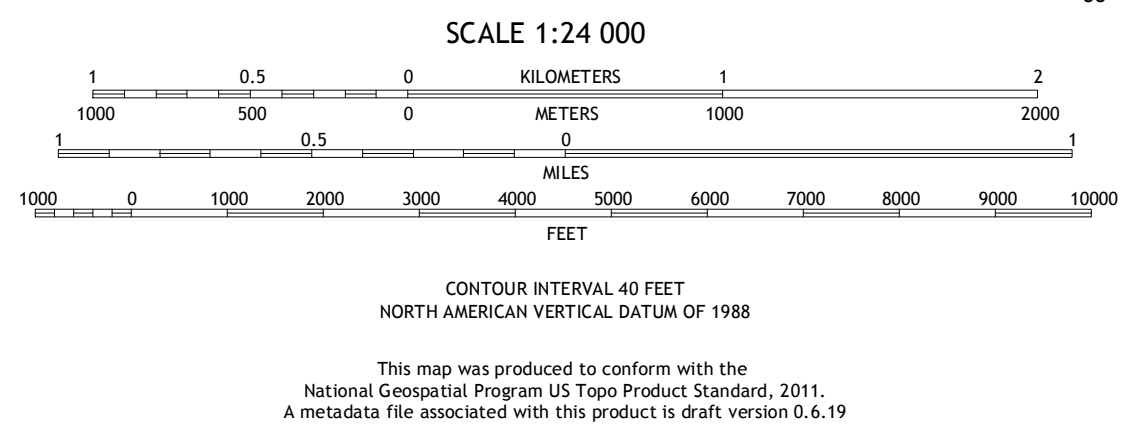 SCALE 1:24 000
1 0.5 0 KILOMETERS 1 2
1000 500 0 METERS 1000 2000
1 0.5 0 1
MILES
1000 0 1000 2000 3000 4000 5000 6000 7000 8000 9000 10000
FEET
CONTOUR INTERVAL 40 FEET
NORTH AMERICAN VERTICAL DATUM OF 1988
This map was produced to conform with the
National Geospatial Program US Topo Product Standard, 2011.
A metadata file associated with this product is draft version 0.6.19